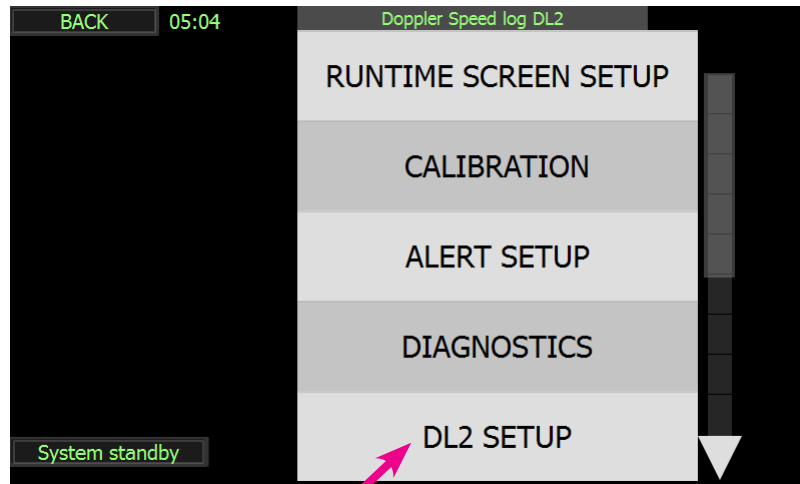 BACK 05:04 Doppler Speed log DL2
RUNTIME SCREEN SETUP
CALIBRATION
ALERT SETUP
DIAGNOSTICS
DL2 SETUP
System standby